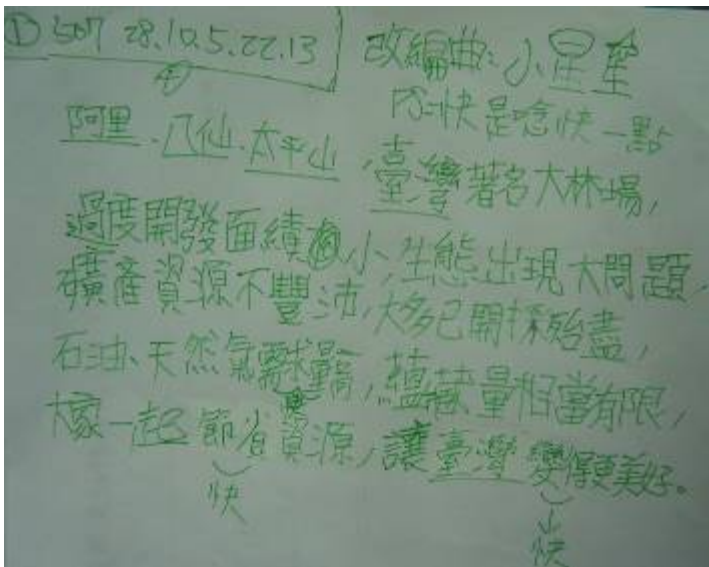 ① 507 28.10.5.22.13
改編曲:小星星
快是唸快一點
阿里、八仙、太平山,臺灣著名大林場,
過度開發面績小,生態出現大問題,
礦產資源不豐沛,大多已開採殆盡,
石油、天然氣需求量高,蘊藏量相當有限,
大家一起節省資源,讓臺灣變得更美好。
快
快